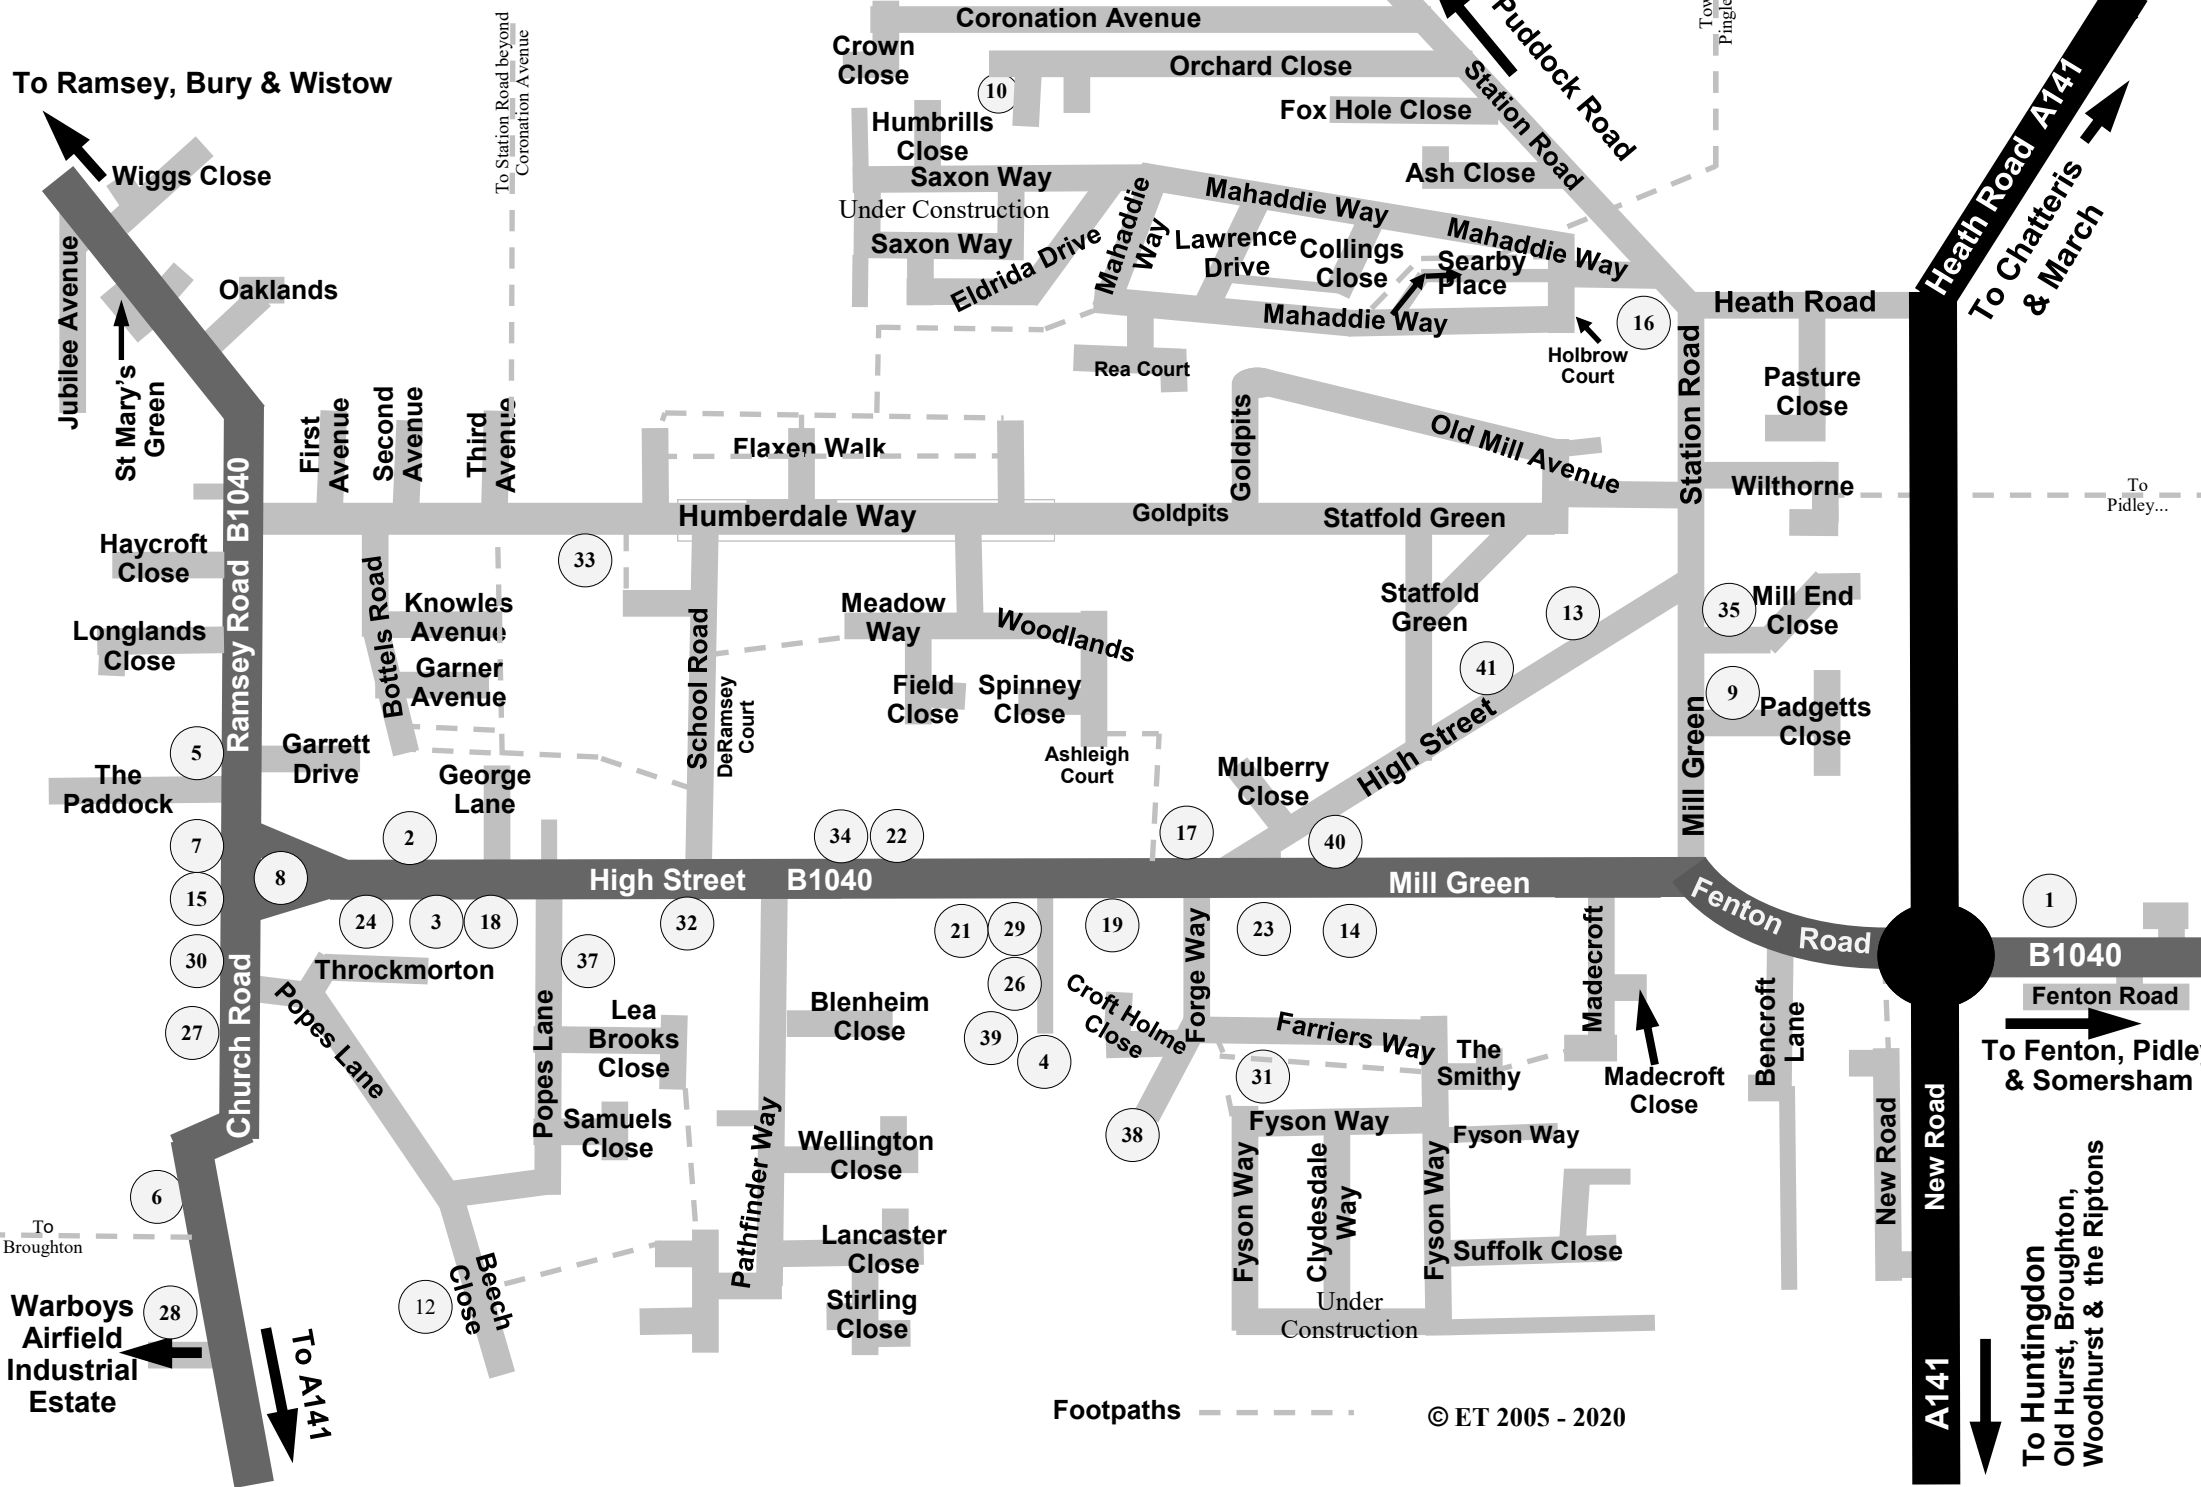 Coronation Avenue
Crown
Close
Orchard Close
10
Humbrills
Close
Fox Hole Close
Ash Close
Station Road
Puddock Road
To Ramsey, Bury & Wistow
Wiggs Close
To Station Road beyond
Coronation Avenue
Saxon Way
Under Construction
Saxon Way
Eldrida Drive
Mahaddie
Way
Mahaddie Way
Mahaddie Way
Lawrence
Drive
Collings
Close
Searby
Place
Mahaddie Way
Rea Court
Holbrow
Court
16
Heath Road
Heath Road A141
To Chatteris
& March
Jubilee Avenue
St Mary's
Green
Oaklands
First
Avenue
Second
Avenue
Third
Avenue
Flaxen Walk
Goldpits
Old Mill Avenue
Station Road
Pasture
Close
Wilthorne
To
Pidley...
Humberdale Way
Goldpits
Statfold Green
Ramsey Road B1040
Haycroft
Close
Longlands
Close
33
Bottels Road
Knowles
Avenue
Garner
Avenue
School Road
DeRamsey
Court
Meadow
Way
Woodlands
Field
Close
Spinney
Close
Ashleigh
Court
Statfold
Green
13
41
35
Mill End
Close
9
Padgetts
Close
Mill Green
High Street
Mulberry
Close
5
Garrett
Drive
The
Paddock
George
Lane
7
2
34
22
17
40
15
8
High Street B1040
Mill Green
Fenton Road
1
B1040
Fenton Road
To Fenton, Pidley
& Somersham
24
3
18
32
21
29
19
23
14
30
27
Church Road
Throckmorton
Popes Lane
37
Popes Lane
Lea
Brooks
Close
Samuels
Close
Blenheim
Close
26
39
4
Croft Holme
Close
Forge Way
Farriers Way
31
The
Smithy
Madecroft
Madecroft
Close
Bencroft
Lane
New Road
New Road
38
Fyson Way
Fyson Way
Fyson Way
Clydesdale
Way
Fyson Way
Suffolk Close
Under
Construction
Pathfinder Way
Wellington
Close
Lancaster
Close
Stirling
Close
6
To
Broughton
28
Warboys
Airfield
Industrial
Estate
To A141
12
Beech
Close
A141
To Huntingdon
Old Hurst, Broughton,
Woodhurst & the Riptons
Footpaths
© ET 2005 - 2020